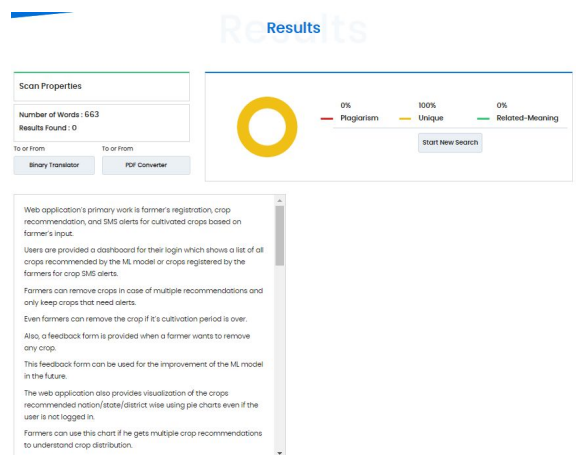 Results
Results
Scan Properties
Number of Words : 663
Results Found : 0
To or From
To or From
Binary Translator
PDF Converter
0%
Plagiarism
100%
Unique
0%
Related-Meaning
Start New Search
Web application's primary work is farmer's registration, crop
recommendation, and SMS alerts for cultivated crops based on
farmer's input.
Users are provided a dashboard for their login which shows a list of all
crops recommended by the ML model or crops registered by the
farmers for crop SMS alerts.
Farmers can remove crops in case of multiple recommendations and
only keep crops that need alerts.
Even farmers can remove the crop if it's cultivation period is over.
Also, a feedback form is provided when a farmer wants to remove
any crop.
This feedback form can be used for the improvement of the ML model
in the future.
The web application also provides visualization of the crops
recommended nation/state/district wise using pie charts even if the
user is not logged in.
Farmers can use this chart if he gets multiple crop recommendations
to understand crop distribution.